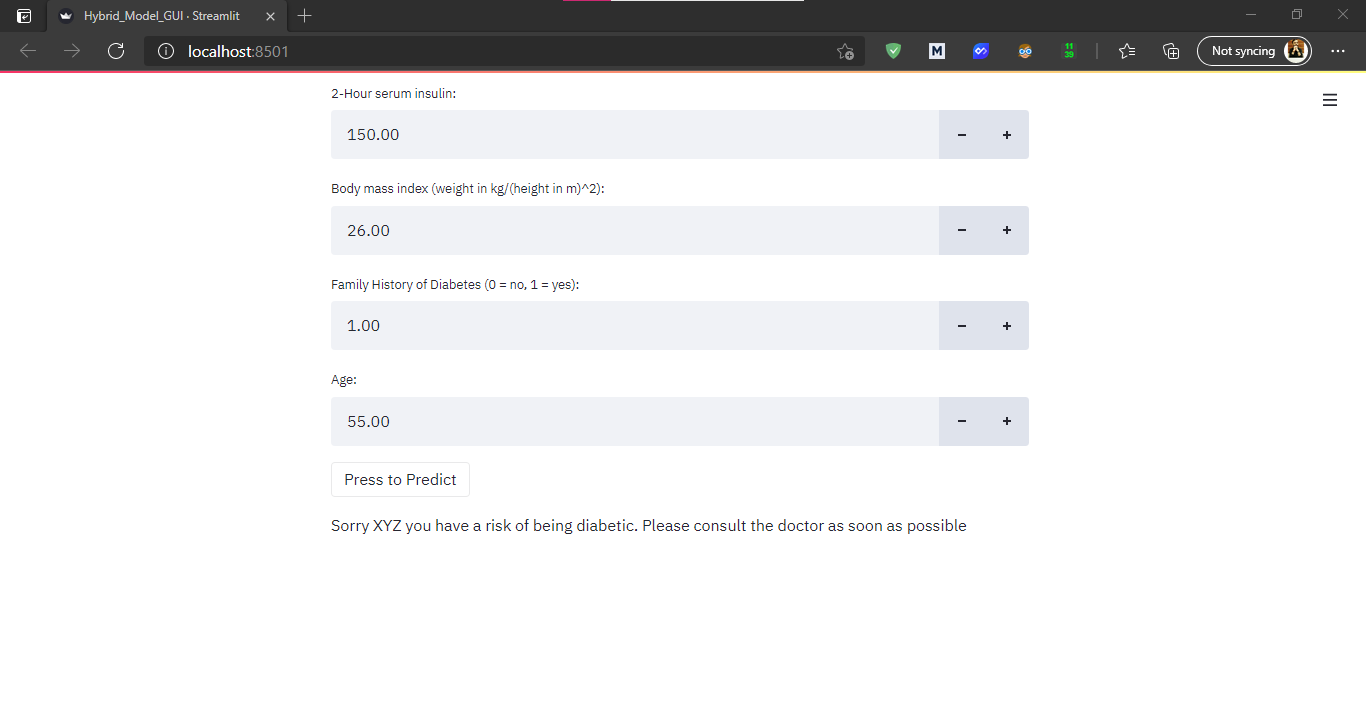 Hybrid_Model_GUI · Streamlit
localhost:8501
M
11
39
Not syncing
2-Hour serum insulin:
150.00
Body mass index (weight in kg/(height in m)^2):
26.00
Family History of Diabetes (0 = no, 1 = yes):
1.00
Age:
55.00
Press to Predict
Sorry XYZ you have a risk of being diabetic. Please consult the doctor as soon as possible